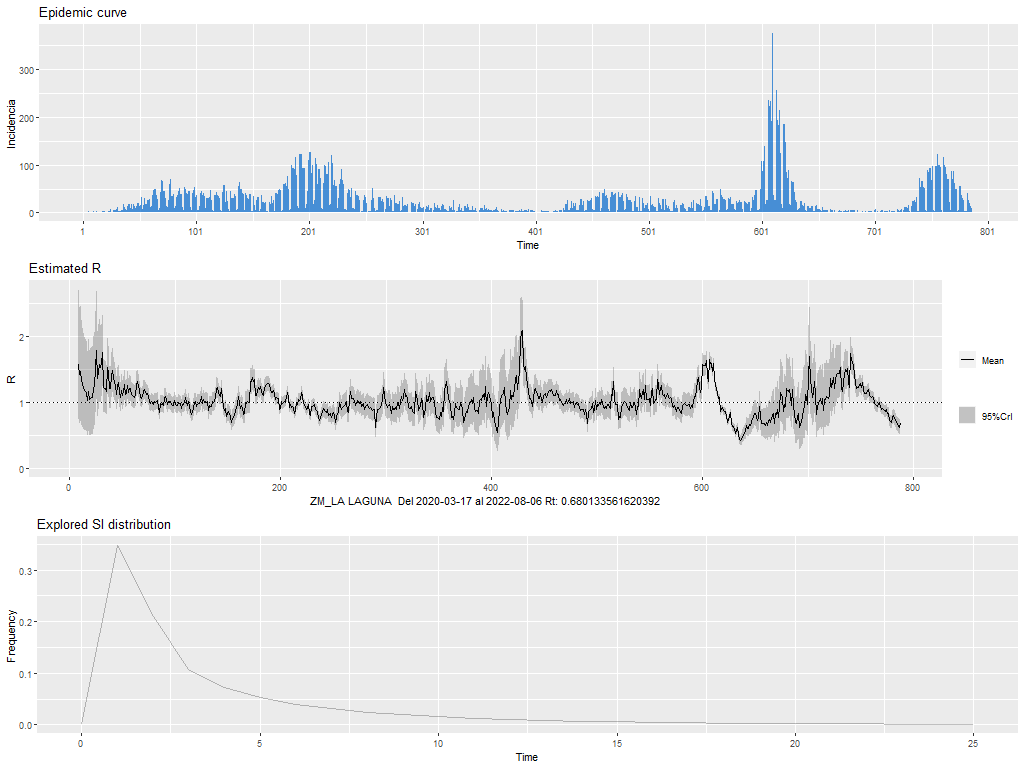 Epidemic curve
300
200
100
0
Incidencia
1
101
201
301
401
501
601
701
801
Time
Estimated R
2
1
0
R
0
200
400
600
800
ZM_LA LAGUNA Del 2020-03-17 al 2022-08-06 Rt: 0.680133561620392
Mean
95%CrI
Explored SI distribution
0.3
0.2
0.1
0.0
Frequency
0
5
10
15
20
25
Time